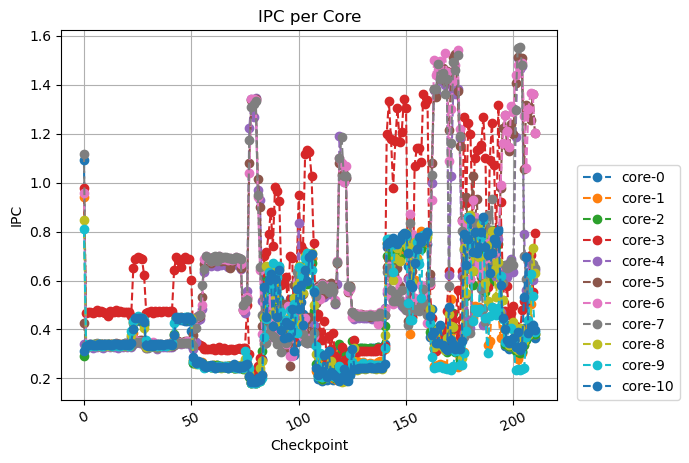 IPC per Core
IPC
1.6
1.4
1.2
1.0
0.8
0.6
0.4
0.2
0
50
100
150
200
Checkpoint
core-0
core-1
core-2
core-3
core-4
core-5
core-6
core-7
core-8
core-9
core-10